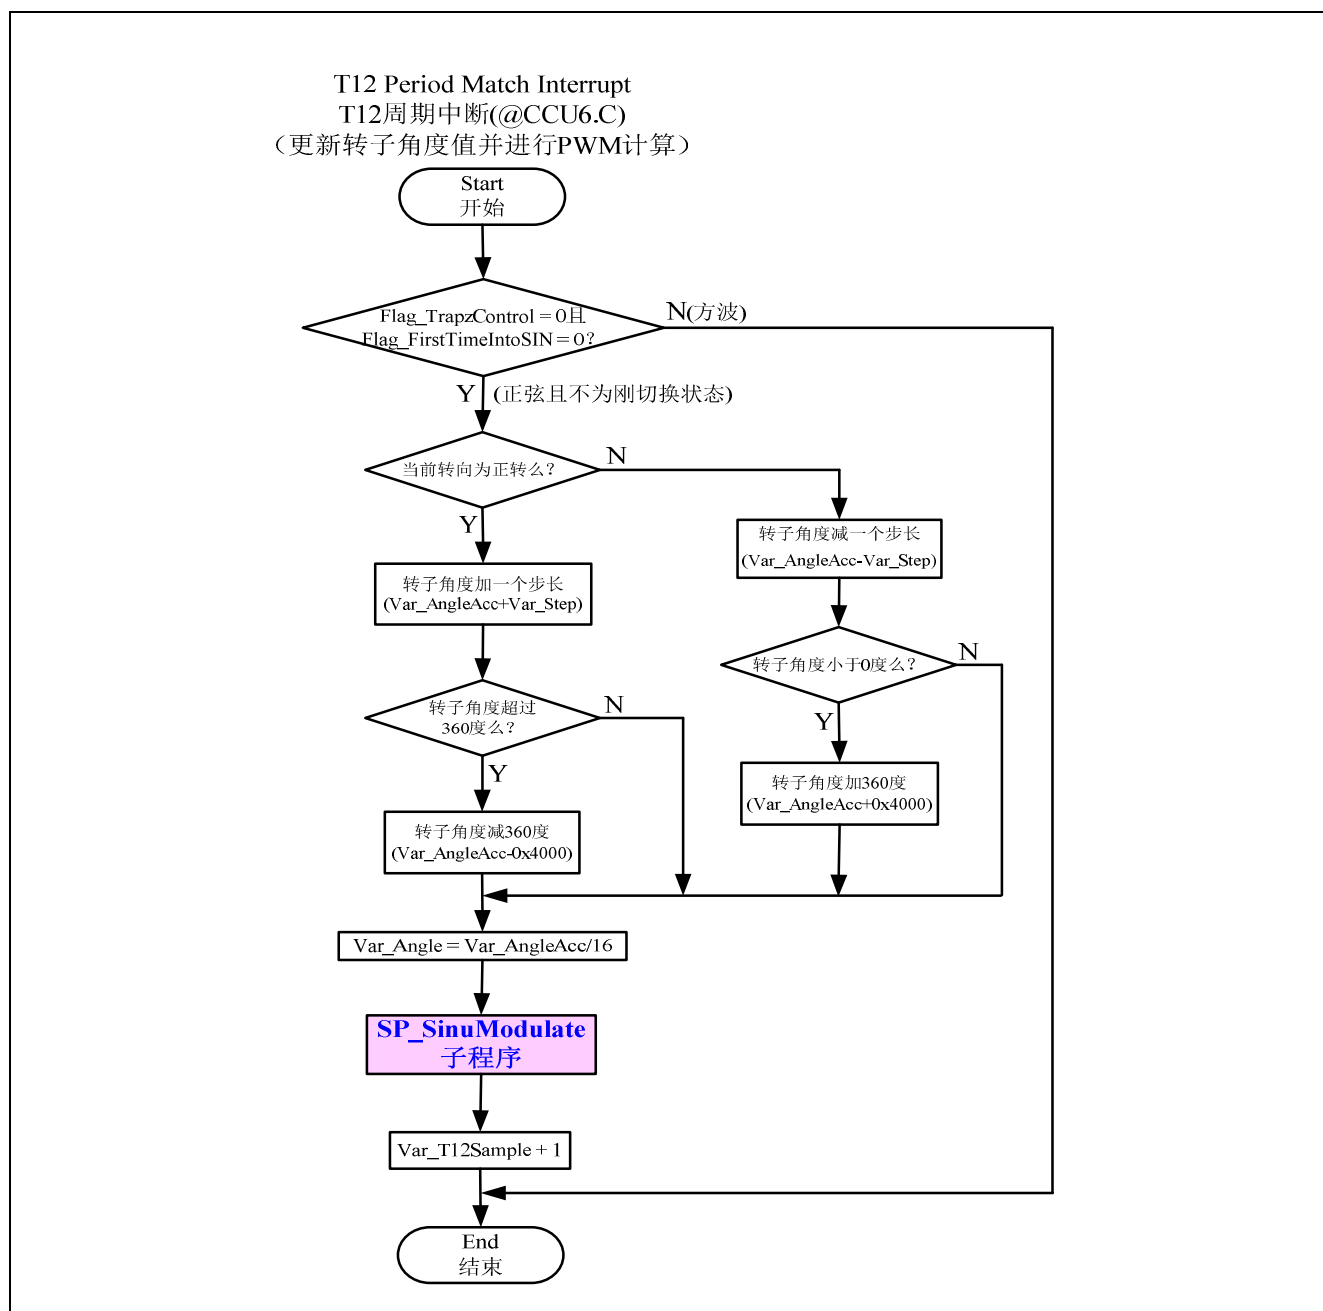 T12 Period Match Interrupt
T12周期中断(@CCU6.C)
（更新转子角度值并进行PWM计算）
Start
开始
Flag_TrapzControl = 0且
Flag_FirstTimeIntoSIN = 0?
N(方波)
Y (正弦且不为刚切换状态)
当前转向为正转么?
N
Y
转子角度减一个步长
(Var_AngleAcc-Var_Step)
转子角度加一个步长
(Var_AngleAcc+Var_Step)
转子角度小于0度么?
N
转子角度超过
360度么?
N
Y
Y
转子角度加360度
(Var_AngleAcc+0x4000)
转子角度减360度
(Var_AngleAcc-0x4000)
Var_Angle = Var_AngleAcc/16
SP_SinuModulate
子程序
Var_T12Sample + 1
End
结束